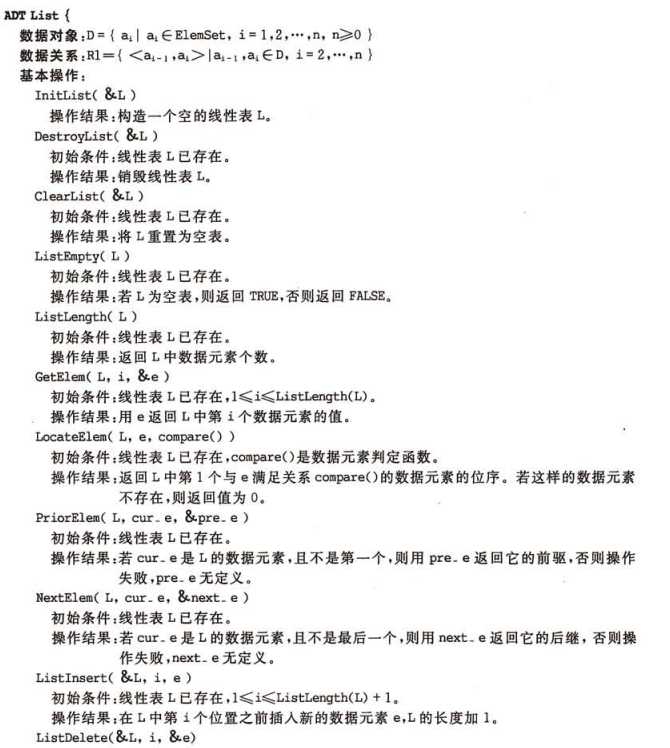 ADT List {
数据对象:D={ aᵢ| aᵢ∈ElemSet, i=1,2,⋯,n, n≥0 }
数据关系:R1={ <aᵢ₋₁,aᵢ>|aᵢ₋₁,aᵢ∈D, i=2,⋯,n }
基本操作:
InitList( &L )
操作结果:构造一个空的线性表 L。
DestroyList( &L )
初始条件:线性表 L 已存在。
操作结果:销毁线性表 L。
ClearList( &L )
初始条件:线性表 L 已存在。
操作结果:将 L 重置为空表。
ListEmpty( L )
初始条件:线性表 L 已存在。
操作结果:若 L 为空表,则返回 TRUE,否则返回 FALSE。
ListLength( L )
初始条件:线性表 L 已存在。
操作结果:返回 L 中数据元素个数。
GetElem( L, i, &e )
初始条件:线性表 L 已存在,1≤i≤ListLength(L)。
操作结果:用 e 返回 L 中第 i 个数据元素的值。
LocateElem( L, e, compare() )
初始条件:线性表 L 已存在,compare()是数据元素判定函数。
操作结果:返回 L 中第 1 个与 e 满足关系 compare()的数据元素的位序。若这样的数据元素
不存在,则返回值为 0。
PriorElem( L, cur_e, &pre_e )
初始条件:线性表 L 已存在。
操作结果:若 cur_e 是 L 的数据元素,且不是第一个,则用 pre_e 返回它的前驱,否则操作
失败,pre_e 无定义。
NextElem( L, cur_e, &next_e )
初始条件:线性表 L 已存在。
操作结果:若 cur_e 是 L 的数据元素,且不是最后一个,则用 next_e 返回它的后继,否则操
作失败,next_e 无定义。
ListInsert( &L, i, e )
初始条件:线性表 L 已存在,1≤i≤ListLength(L)+1。
操作结果:在 L 中第 i 个位置之前插入新的数据元素 e,L 的长度加 1。
ListDelete(&L, i, &e)